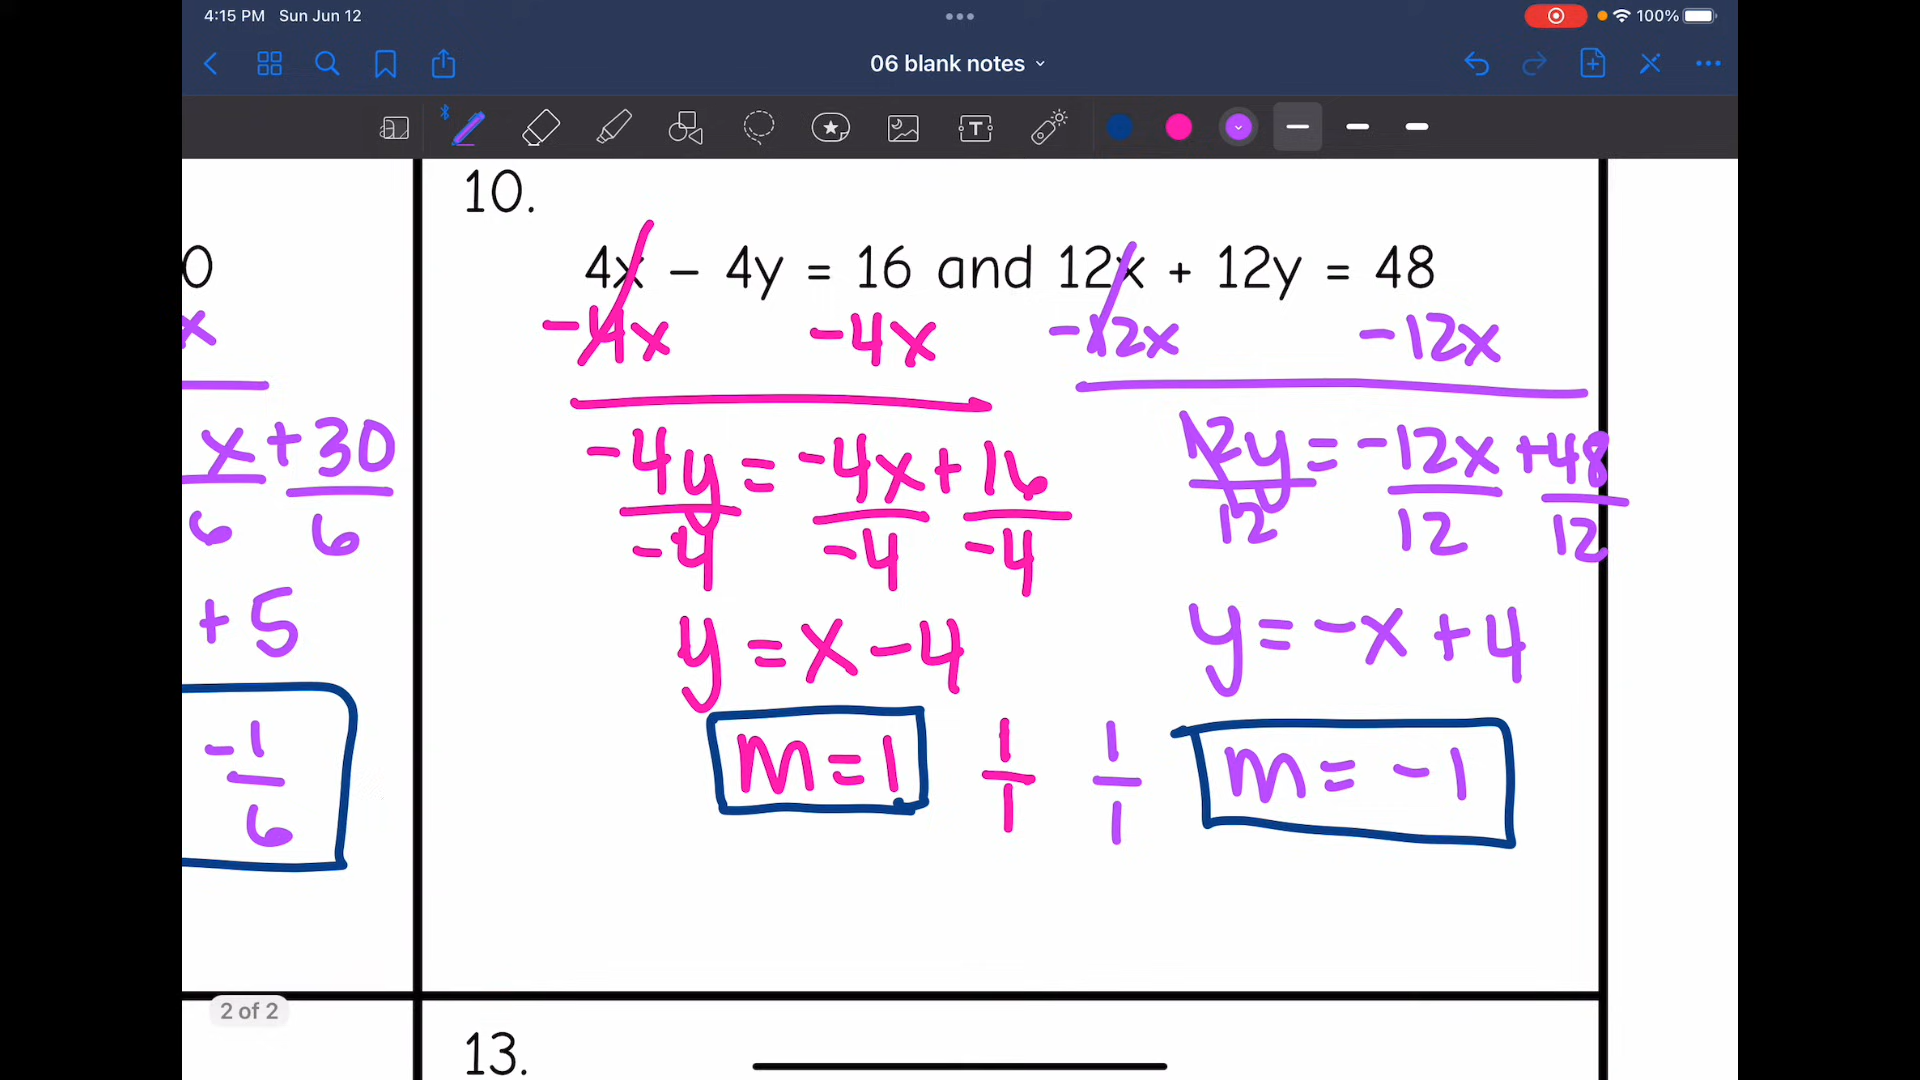 4:15 PM Sun Jun 12
100%
06 blank notes
T
0
x
x + 30
6 6
+ 5
-1
6
10.
4x − 4y = 16 and 12x + 12y = 48
-4x -4x -12x -12x
-4y = -4x + 16
-4 -4 -4
12y = -12x + 48
12 12 12
y = x - 4
y = -x + 4
m = 1
1
1
1
1
m = -1
2 of 2
13.